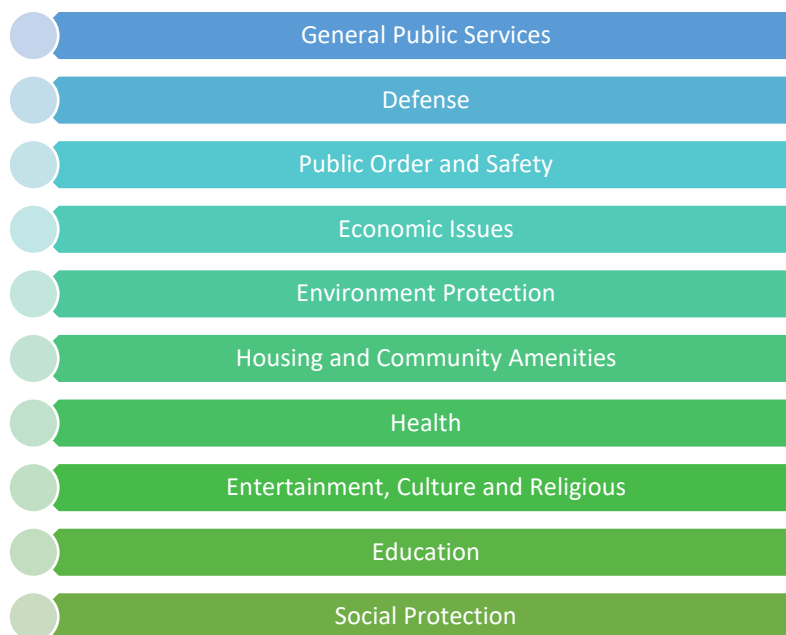 General Public Services
Defense
Public Order and Safety
Economic Issues
Environment Protection
Housing and Community Amenities
Health
Entertainment, Culture and Religious
Education
Social Protection